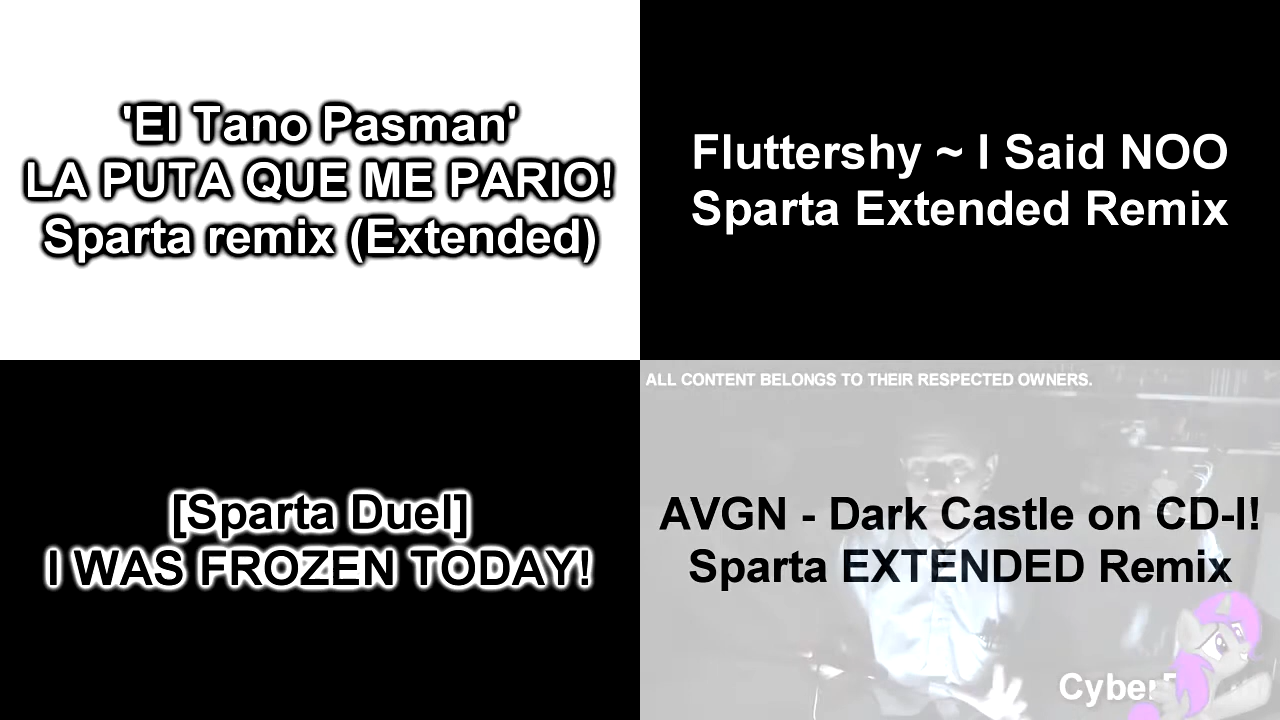 'El Tano Pasman'
LA PUTA QUE ME PARIO!
Sparta remix (Extended)
Fluttershy ~ I Said NOO
Sparta Extended Remix
[Sparta Duel]
I WAS FROZEN TODAY!
ALL CONTENT BELONGS TO THEIR RESPECTED OWNERS.
AVGN - Dark Castle on CD-I!
Sparta EXTENDED Remix